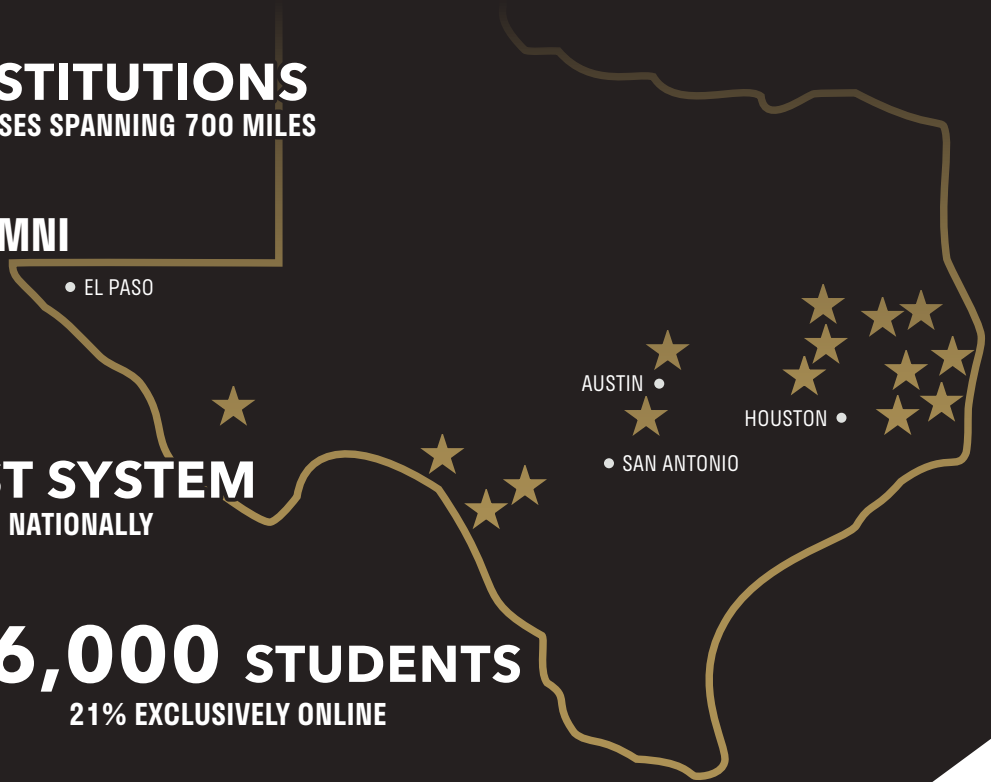 STITUTIONS
SES SPANNING 700 MILES
MNI
EL PASO
AUSTIN
HOUSTON
SAN ANTONIO
ST SYSTEM
NATIONALLY
6,000 STUDENTS
21% EXCLUSIVELY ONLINE